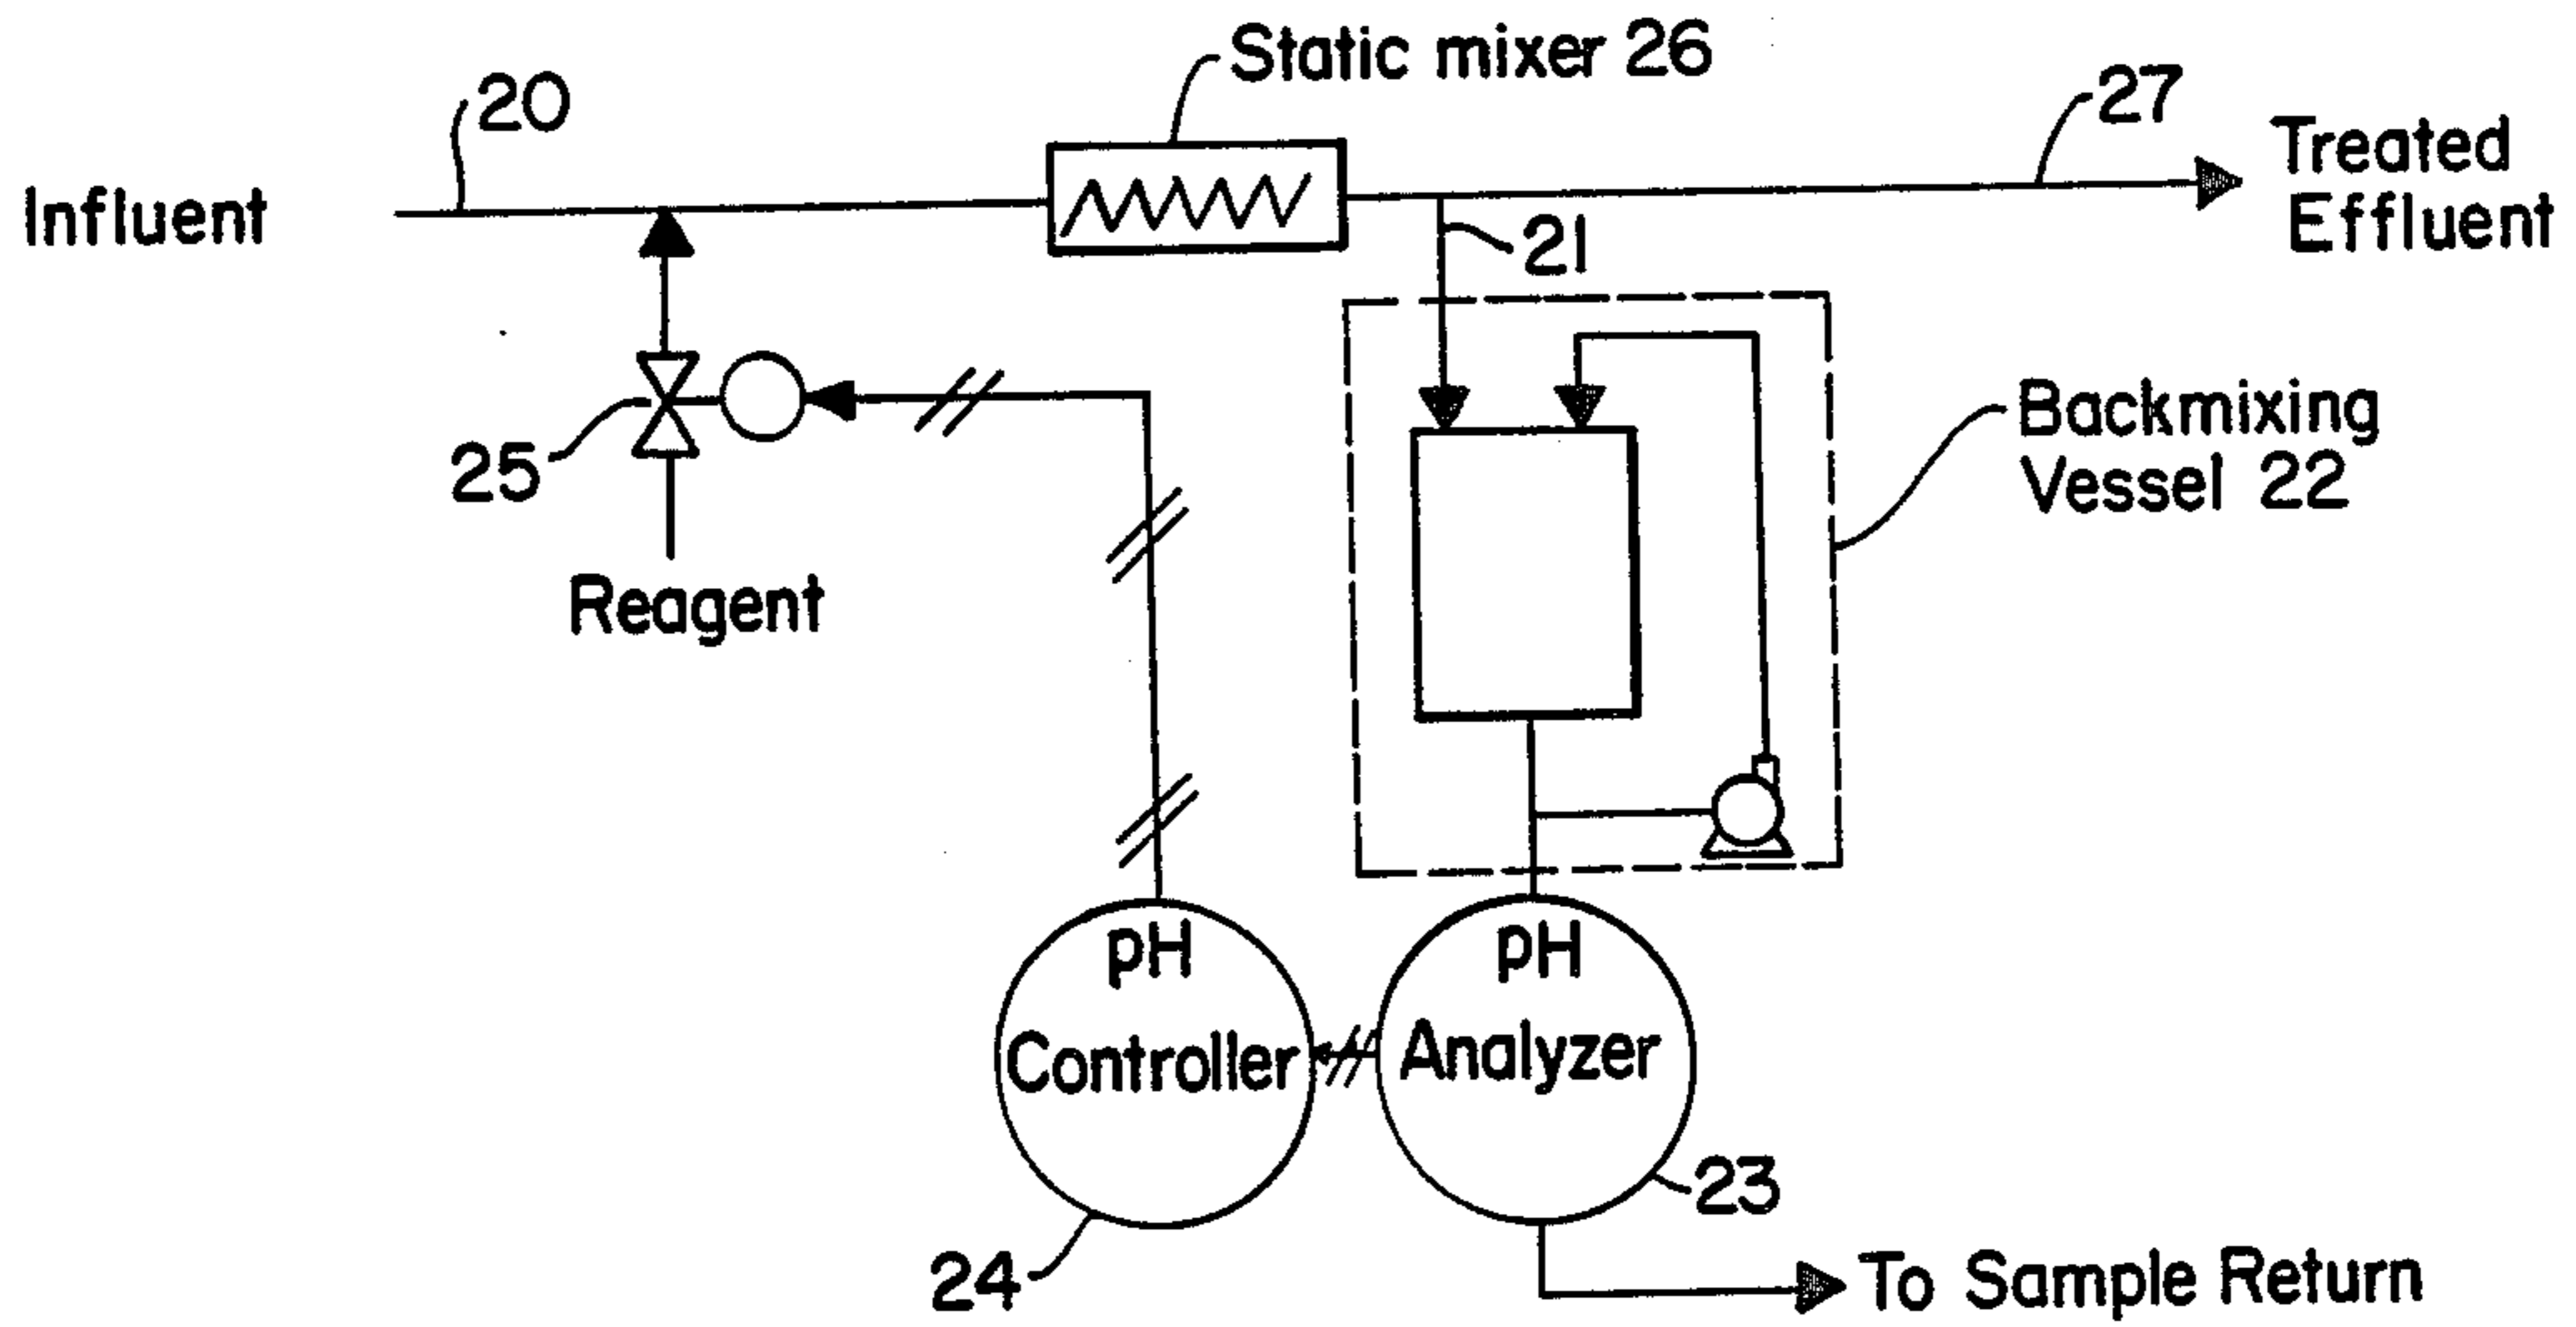 Static mixer 26
20
27
Influent
Treated
Effluent
21
25
Backmixing
Vessel 22
Reagent
pH
Controller
pH
Analyzer
23
24
To Sample Return